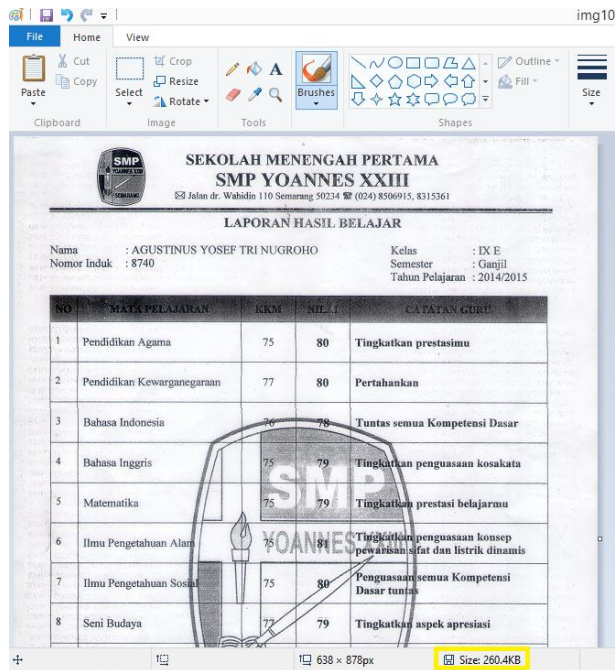 img10
File Home View
Paste
Cut
Copy
Select
Crop
Resize
Rotate
Brushes
Outline
Fill
Size
Clipboard
Image
Tools
Shapes
SMP
YOANNES XXIII
SEMARANG
SEKOLAH MENENGAH PERTAMA
SMP YOANNES XXIII
Jalan dr. Wahidin 110 Semarang 50234 ☎ (024) 8506915, 8315361
LAPORAN HASIL BELAJAR
Nama : AGUSTINUS YOSEF TRI NUGROHO
Nomor Induk : 8740
Kelas : IX E
Semester : Ganjil
Tahun Pelajaran : 2014/2015
NO MATA PELAJARAN KKM NILAI CATATAN GURU
1 Pendidikan Agama 75 80 Tingkatkan prestasimu
2 Pendidikan Kewarganegaraan 77 80 Pertahankan
3 Bahasa Indonesia 76 78 Tuntas semua Kompetensi Dasar
4 Bahasa Inggris 75 79 Tingkatkan penguasaan kosakata
5 Matematika 75 79 Tingkatkan prestasi belajarmu
6 Ilmu Pengetahuan Alam 75 81 Tingkatkan penguasaan konsep
pewarisan sifat dan listrik dinamis
7 Ilmu Pengetahuan Sosial 75 80 Penguasaan semua Kompetensi
Dasar tuntas
8 Seni Budaya 77 79 Tingkatkan aspek apresiasi
SMP
YOANNES XXIII
638 × 878px
Size: 260.4KB